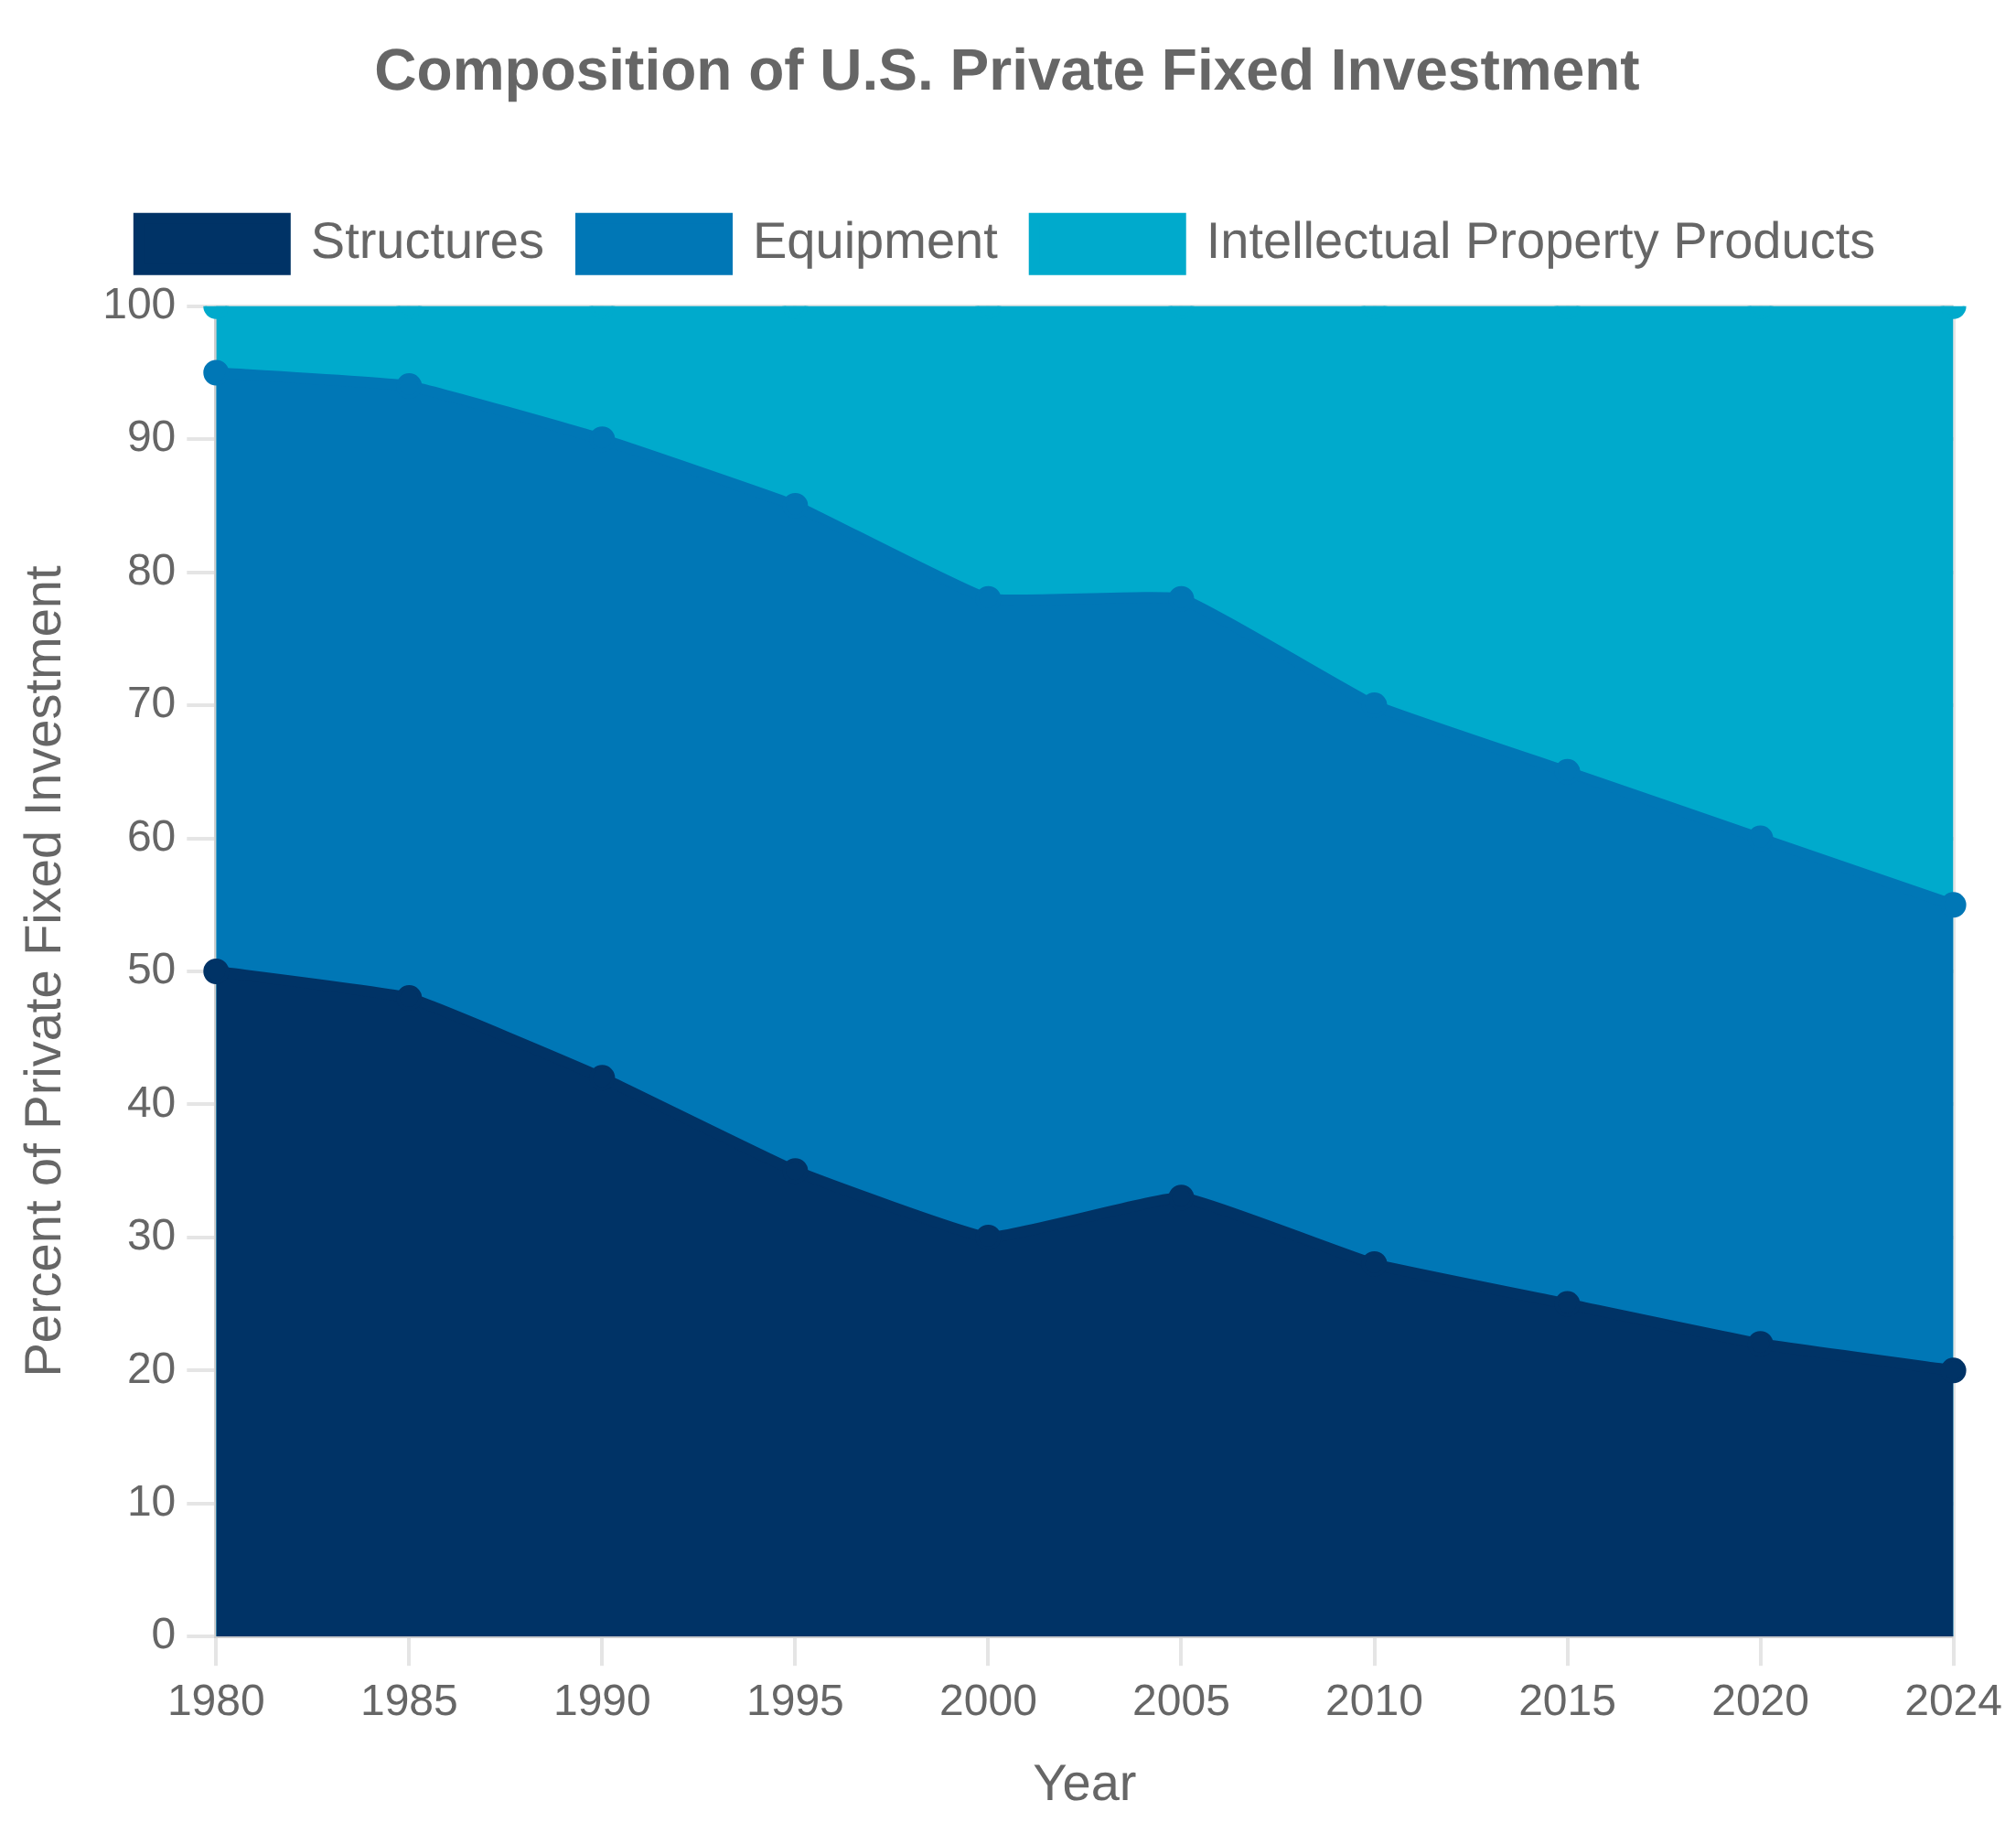 Composition of U.S. Private Fixed Investment
Structures Equipment Intellectual Property Products
Percent of Private Fixed Investment
100
90
80
70
60
50
40
30
20
10
0
1980 1985 1990 1995 2000 2005 2010 2015 2020 2024
Year